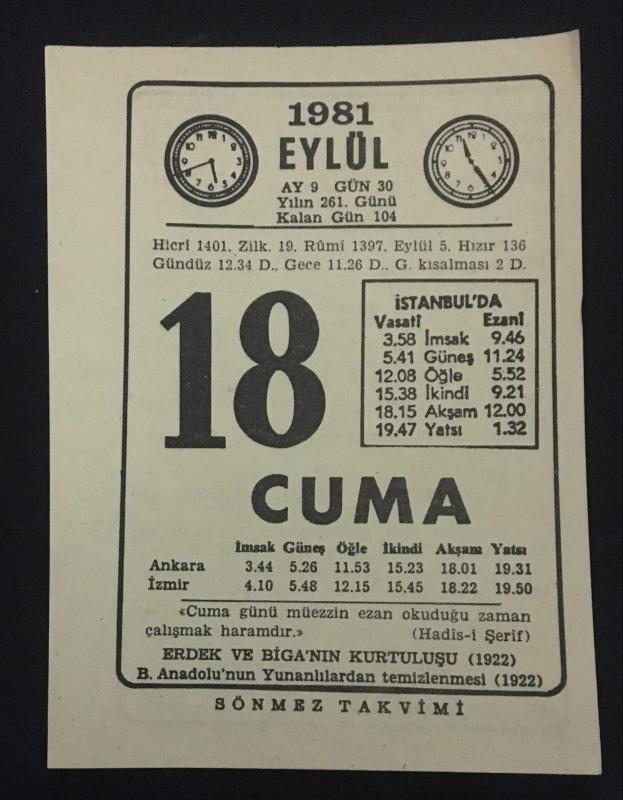 1981
EYLÜL
AY 9 GÜN 30
Yılın 261. Günü
Kalan Gün 104
Hicrî 1401, Zilk. 19, Rûmi 1397, Eylül 5, Hızır 136
Gündüz 12.34 D., Gece 11.26 D.. G. kısalması 2 D.
18
İSTANBUL'DA
Vasatî Ezanî
3.58 İmsak 9.46
5.41 Güneş 11.24
12.08 Öğle 5.52
15.38 İkindi 9.21
18.15 Akşam 12.00
19.47 Yatsı 1.32
CUMA
İmsak Güneş Öğle İkindi Akşam Yatsı
Ankara 3.44 5.26 11.53 15.23 18.01 19.31
İzmir 4.10 5.48 12.15 15.45 18.22 19.50
«Cuma günü müezzin ezan okuduğu zaman
çalışmak haramdır.» (Hadîs-i Şerîf)
ERDEK VE BİGA'NIN KURTULUŞU (1922)
B. Anadolu'nun Yunanlılardan temizlenmesi (1922)
SÖNMEZ TAKVİMİ